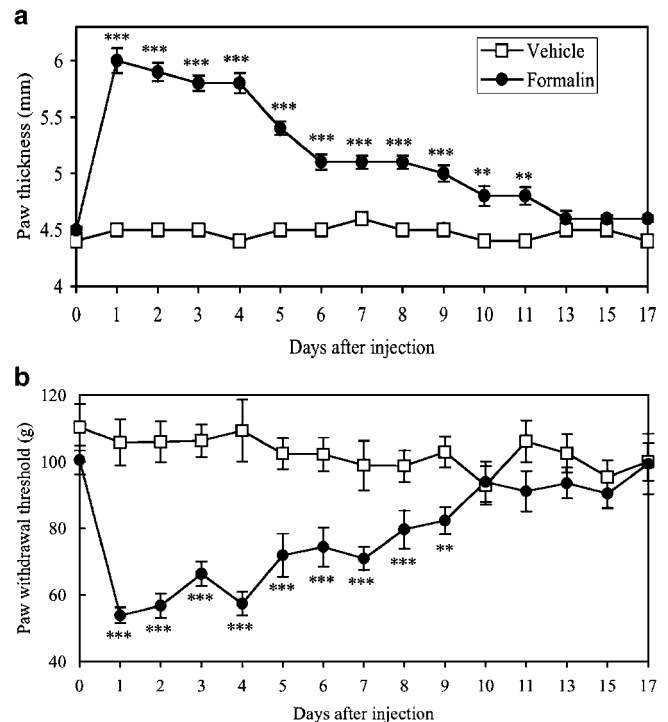 a
Paw thickness (mm)
6
5.5
5
4.5
4
*** *** *** *** *** *** *** *** *** ** **
Vehicle
Formalin
0 1 2 3 4 5 6 7 8 9 10 11 13 15 17
Days after injection
b
Paw withdrawal threshold (g)
120
100
80
60
40
*** *** *** *** *** *** *** *** **
0 1 2 3 4 5 6 7 8 9 10 11 13 15 17
Days after injection